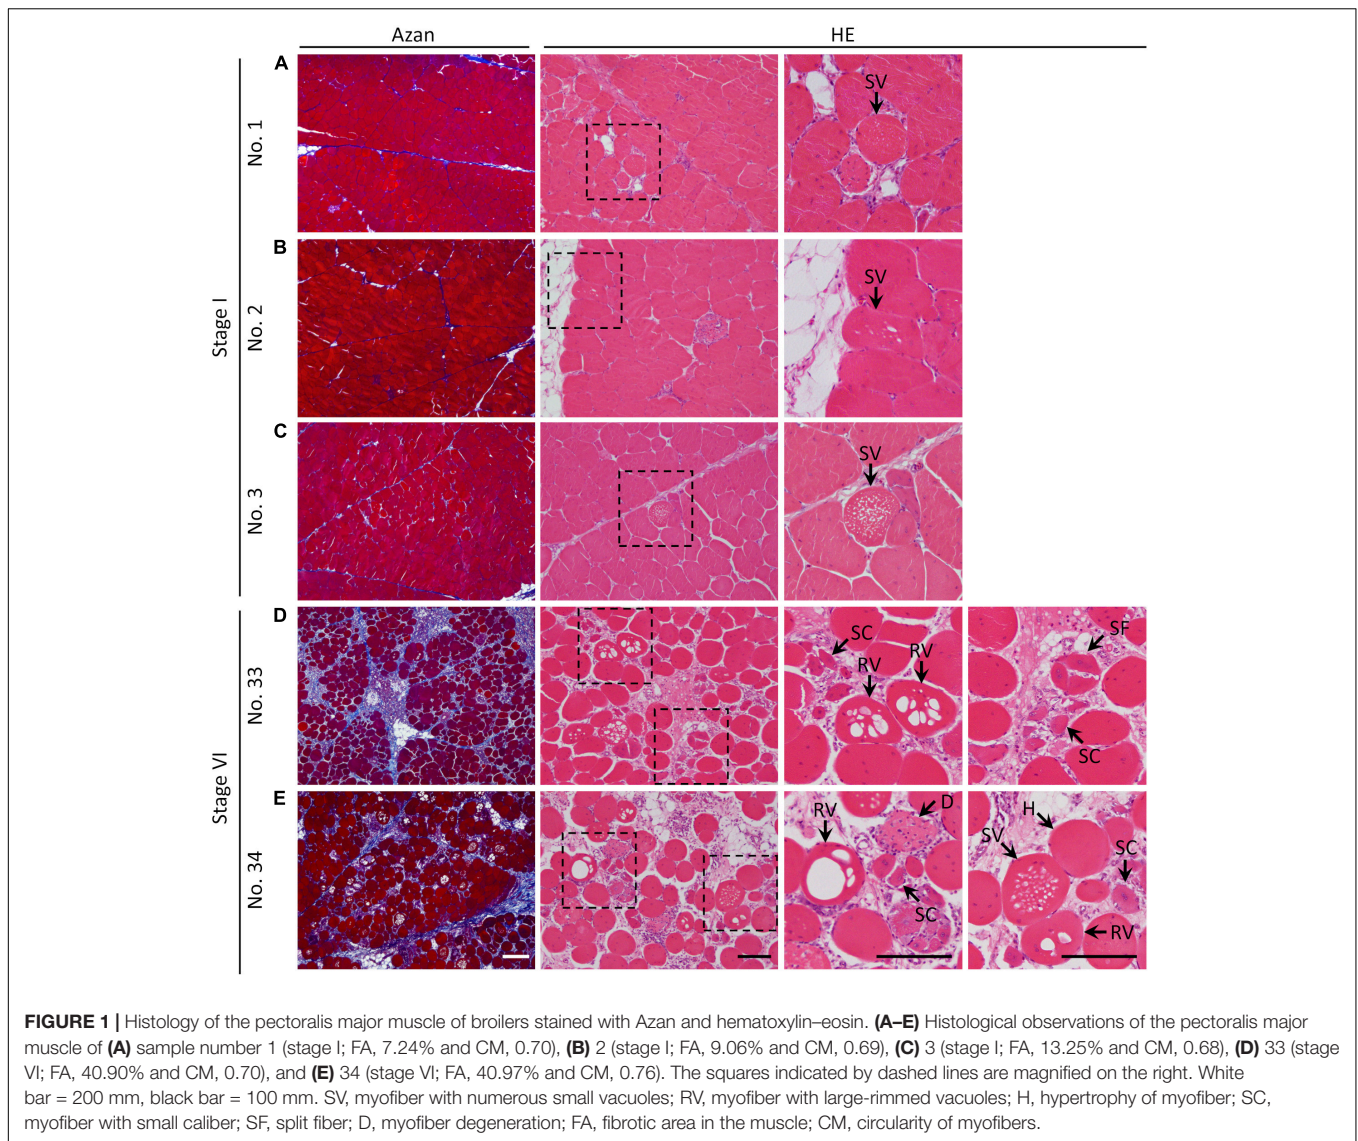 Azan HE
A
No. 1
SV
B
No. 2
SV
Stage I
C
No. 3
SV
D
No. 33
SC
RV
RV
SF
SC
Stage VI
E
No. 34
RV
D
SC
H
SV
SC
RV
FIGURE 1 | Histology of the pectoralis major muscle of broilers stained with Azan and hematoxylin–eosin. (A–E) Histological observations of the pectoralis major
muscle of (A) sample number 1 (stage I; FA, 7.24% and CM, 0.70), (B) 2 (stage I; FA, 9.06% and CM, 0.69), (C) 3 (stage I; FA, 13.25% and CM, 0.68), (D) 33 (stage
VI; FA, 40.90% and CM, 0.70), and (E) 34 (stage VI; FA, 40.97% and CM, 0.76). The squares indicated by dashed lines are magnified on the right. White
bar = 200 mm, black bar = 100 mm. SV, myofiber with numerous small vacuoles; RV, myofiber with large-rimmed vacuoles; H, hypertrophy of myofiber; SC,
myofiber with small caliber; SF, split fiber; D, myofiber degeneration; FA, fibrotic area in the muscle; CM, circularity of myofibers.